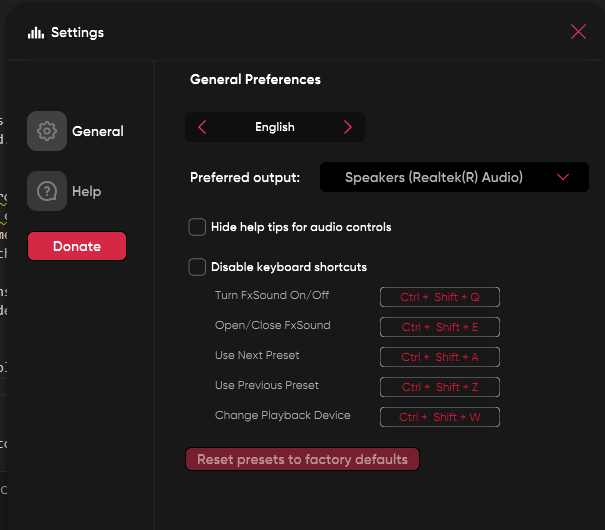 Settings
General Preferences
General
English
Help
Preferred output: Speakers (Realtek(R) Audio)
Donate
Hide help tips for audio controls
Disable keyboard shortcuts
Turn FxSound On/Off Ctrl + Shift + Q
Open/Close FxSound Ctrl + Shift + E
Use Next Preset Ctrl + Shift + A
Use Previous Preset Ctrl + Shift + Z
Change Playback Device Ctrl + Shift + W
Reset presets to factory defaults